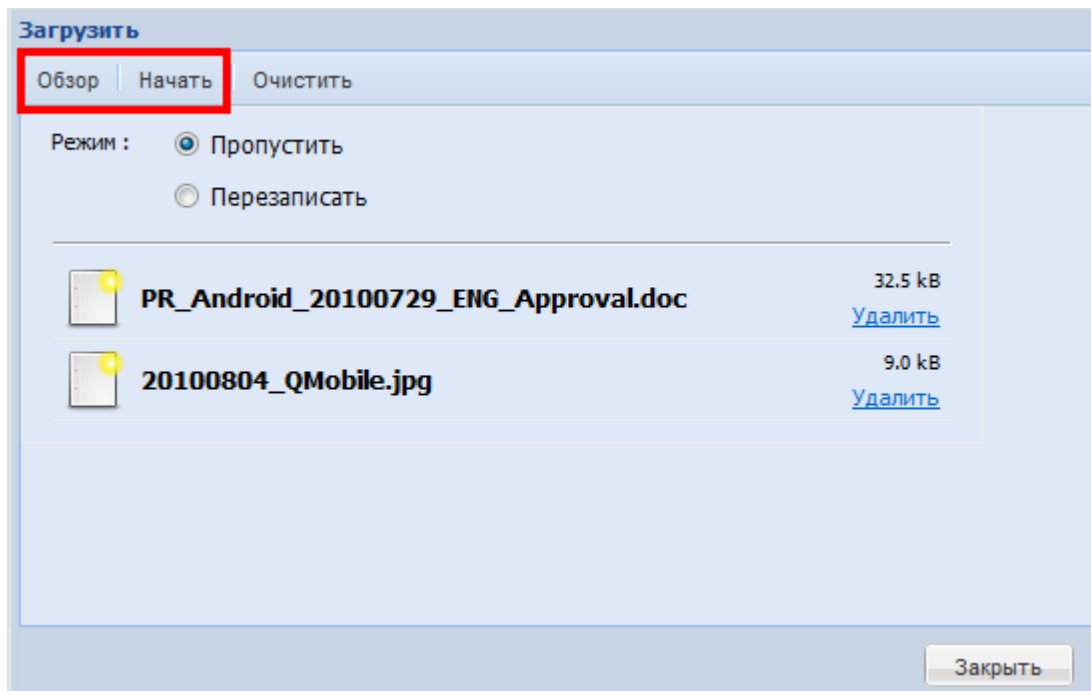 Загрузить
Обзор Начать Очистить
Режим : Пропустить
Перезаписать
PR_Android_20100729_ENG_Approval.doc 32.5 kB
Удалить
20100804_QMobile.jpg 9.0 kB
Удалить
Закрыть